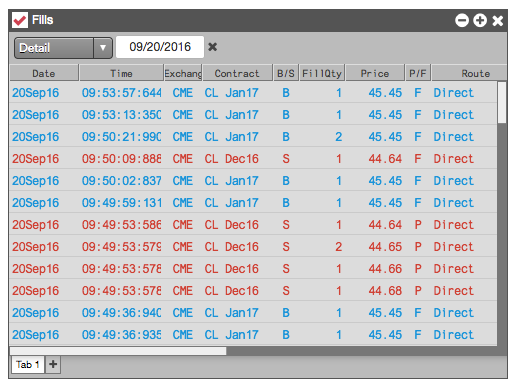 Fills
Detail 09/20/2016
Date Time Exchang Contract B/S FillQty Price P/F Route
20Sep16 09:53:57:644 CME CL Jan17 B 1 45.45 F Direct
20Sep16 09:53:13:350 CME CL Jan17 B 1 45.45 F Direct
20Sep16 09:50:21:990 CME CL Jan17 B 2 45.45 F Direct
20Sep16 09:50:09:888 CME CL Dec16 S 1 44.64 F Direct
20Sep16 09:50:02:837 CME CL Jan17 B 1 45.45 F Direct
20Sep16 09:49:59:131 CME CL Jan17 B 1 45.45 F Direct
20Sep16 09:49:53:586 CME CL Dec16 S 1 44.64 P Direct
20Sep16 09:49:53:579 CME CL Dec16 S 2 44.65 P Direct
20Sep16 09:49:53:578 CME CL Dec16 S 1 44.66 P Direct
20Sep16 09:49:53:578 CME CL Dec16 S 1 44.68 P Direct
20Sep16 09:49:36:940 CME CL Jan17 B 1 45.45 F Direct
20Sep16 09:49:36:935 CME CL Jan17 B 1 45.45 F Direct
Tab 1